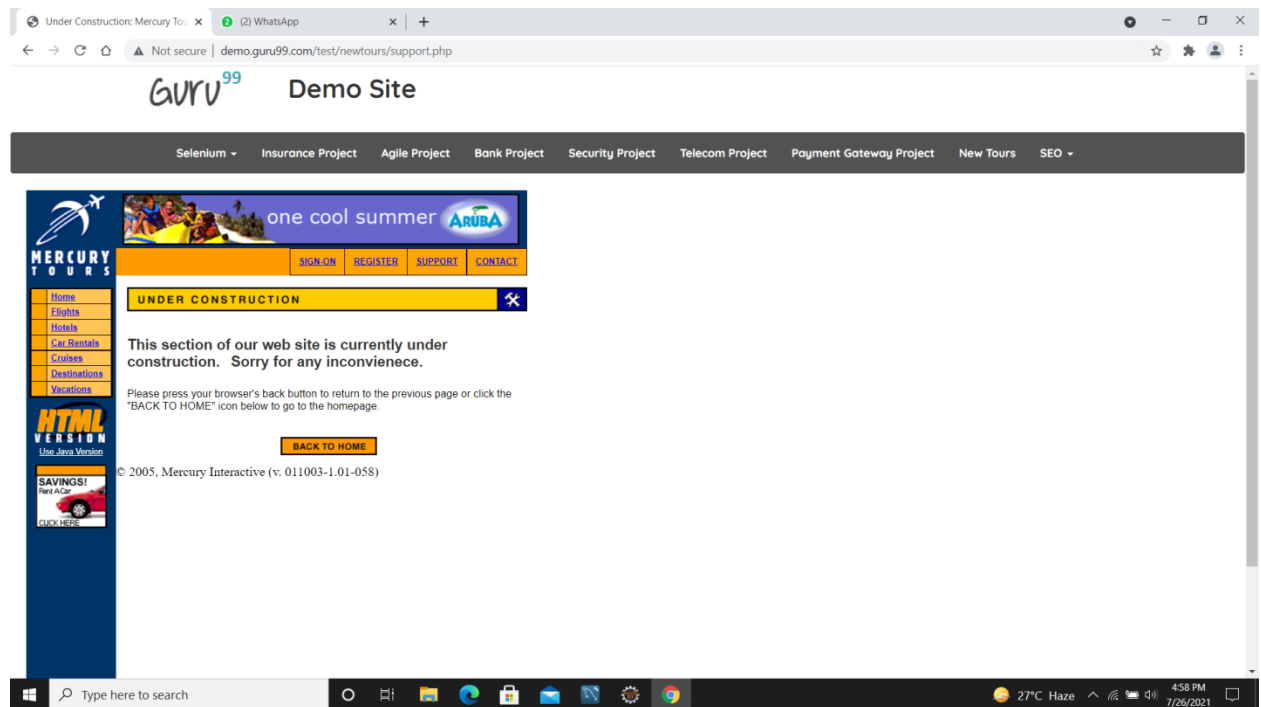 Under Construction: Mercury Tou
(2) WhatsApp
Not secure | demo.guru99.com/test/newtours/support.php
Guru99
Demo Site
Selenium Insurance Project Agile Project Bank Project Security Project Telecom Project Payment Gateway Project New Tours SEO
one cool summer ARUBA
MERCURY
TOURS
SIGN-ON REGISTER SUPPORT CONTACT
Home
Flights
Hotels
Car Rentals
Cruises
Destinations
Vacations
HTML
VERSION
Use Java Version
SAVINGS!
Rent A Car
CLICK HERE
UNDER CONSTRUCTION
This section of our web site is currently under
construction. Sorry for any inconvienece.
Please press your browser's back button to return to the previous page or click the
"BACK TO HOME" icon below to go to the homepage.
BACK TO HOME
© 2005, Mercury Interactive (v. 011003-1.01-058)
Type here to search
27°C Haze
4:58 PM
7/26/2021